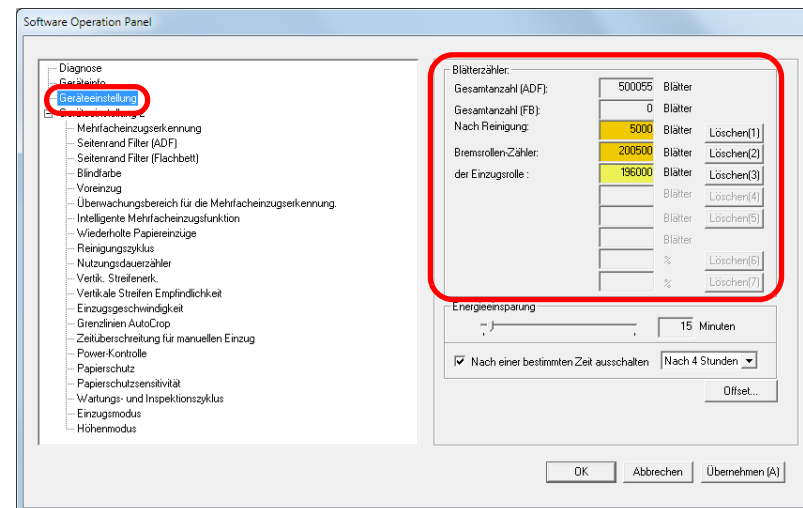 Software Operation Panel
Diagnose
Geräteinfo
Geräteeinstellung
Geräteeinstellung 2
Mehrfacheinzugserkennung
Seitenrand Filter (ADF)
Seitenrand Filter (Flachbett)
Blindfarbe
Voreinzug
Überwachungsbereich für die Mehrfacheinzugserkennung.
Intelligente Mehrfacheinzugsfunktion
Wiederholte Papiereinzüge
Reinigungszyklus
Nutzungsdauerzähler
Vertik. Streifenerk.
Vertikale Streifen Empfindlichkeit
Einzugsgeschwindigkeit
Grenzlinien AutoCrop
Zeitüberschreitung für manuellen Einzug
Power-Kontrolle
Papierschutz
Papierschutzsensitivität
Wartungs- und Inspektionszyklus
Einzugsmodus
Höhenmodus
Blätterzähler:
Gesamtanzahl (ADF): 500055 Blätter
Gesamtanzahl (FB): 0 Blätter
Nach Reinigung: 5000 Blätter Löschen(1)
Bremsrollen-Zähler: 200500 Blätter Löschen(2)
der Einzugsrolle : 196000 Blätter Löschen(3)
Blätter Löschen(4)
Blätter Löschen(5)
Blätter
% Löschen(6)
% Löschen(7)
Energieeinsparung
15 Minuten
Nach einer bestimmten Zeit ausschalten Nach 4 Stunden
Offset...
OK Abbrechen Übernehmen (A)